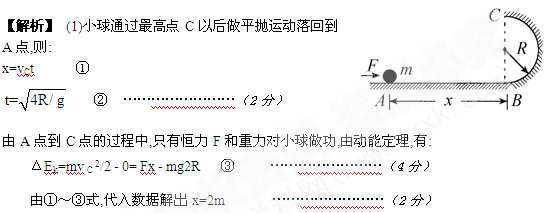 【解析】 (1)小球通过最高点 C 以后做平抛运动落回到
A 点,则:
x=vCt ①
t=√4R/g ② ………………………(2 分)
由 A 点到 C 点的过程中,只有恒力 F 和重力对小球做功,由动能定理,有:
△Ek=mv C²/2 - 0= Fx - mg2R ③ ………………………(4 分)
由①~③式,代入数据解出 x=2m ………………………(2 分)
C
R
F
m
A
x
B